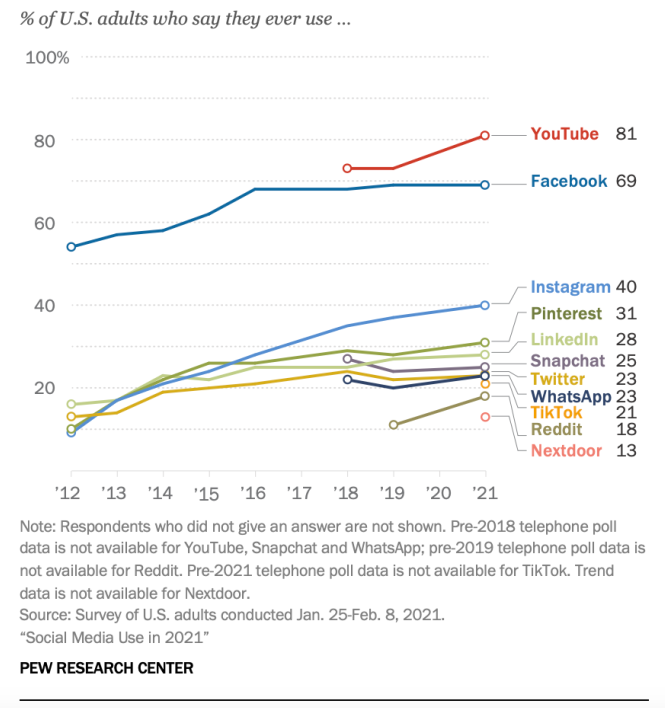 % of U.S. adults who say they ever use ...
100%
80
60
40
20
YouTube 81
Facebook 69
Instagram 40
Pinterest 31
LinkedIn 28
Snapchat 25
Twitter 23
WhatsApp 23
TikTok 21
Reddit 18
Nextdoor 13
'12 '13 '14 '15 '16 '17 '18 '19 '20 '21
Note: Respondents who did not give an answer are not shown. Pre-2018 telephone poll
data is not available for YouTube, Snapchat and WhatsApp; pre-2019 telephone poll data is
not available for Reddit. Pre-2021 telephone poll data is not available for TikTok. Trend
data is not available for Nextdoor.
Source: Survey of U.S. adults conducted Jan. 25-Feb. 8, 2021.
“Social Media Use in 2021”
PEW RESEARCH CENTER